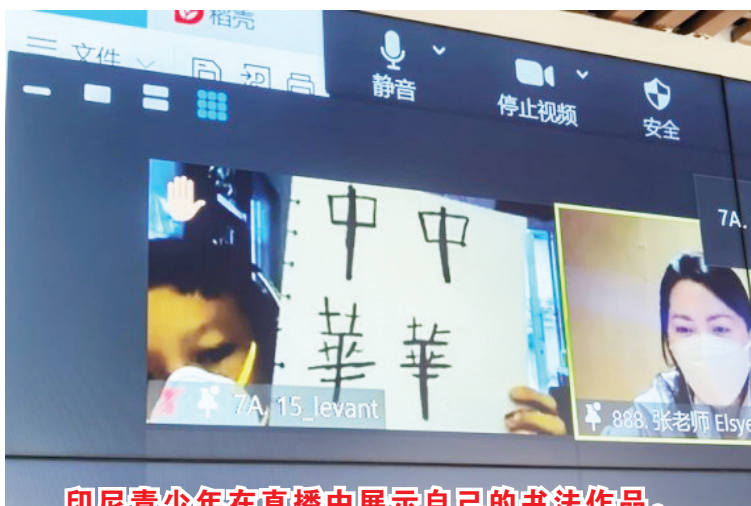 稻壳
文件
静音
停止视频
安全
7A.
中 中
華 華
7A, 15_levant
888. 张老师 Elsye
印尼青少年在直播中展示自己的书法作品。